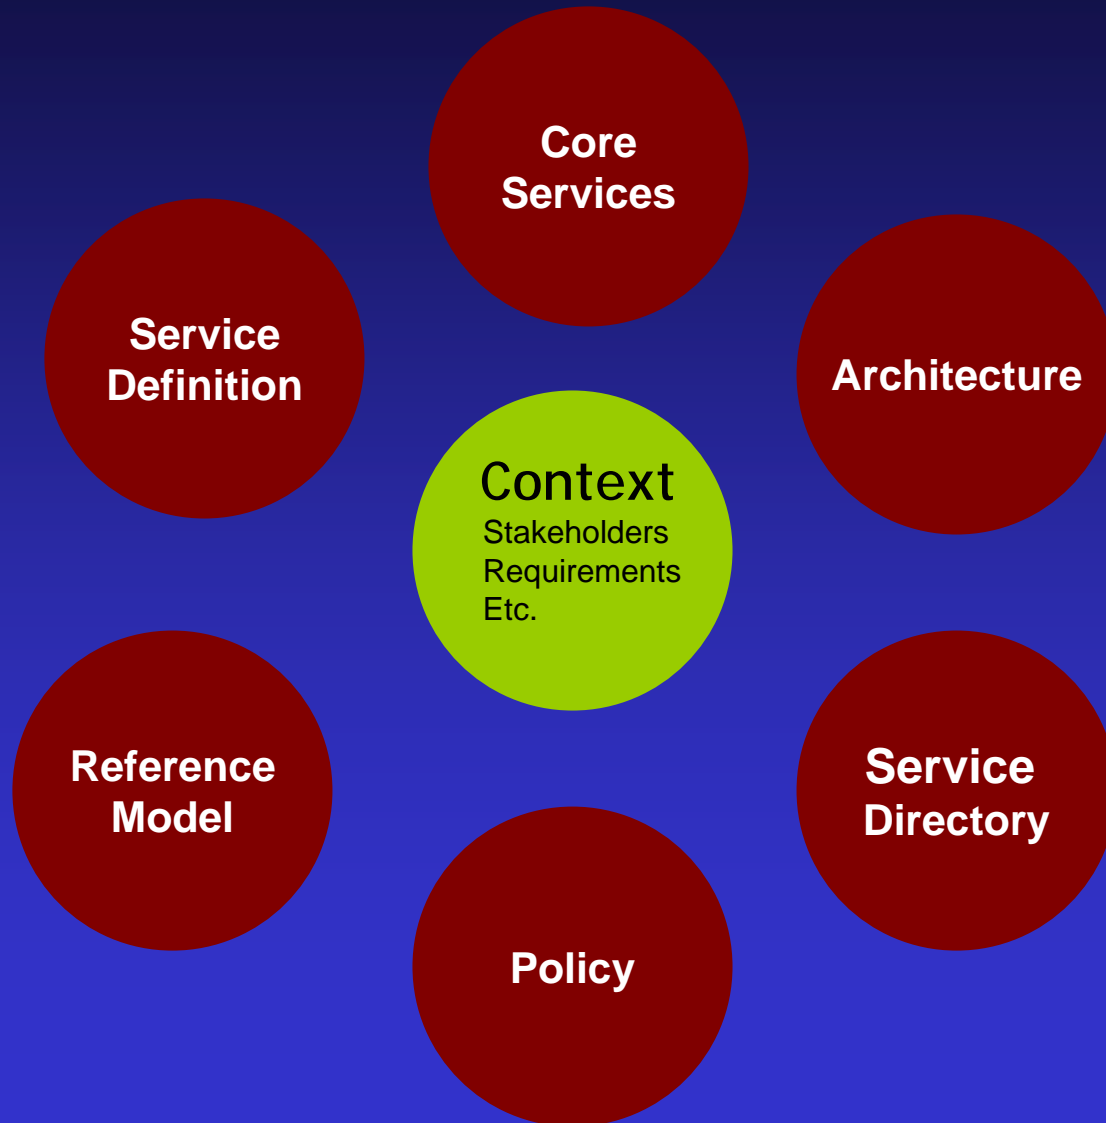 Core
Services
Service
Definition
Architecture
Context
Stakeholders
Requirements
Etc.
Reference
Model
Service
Directory
Policy